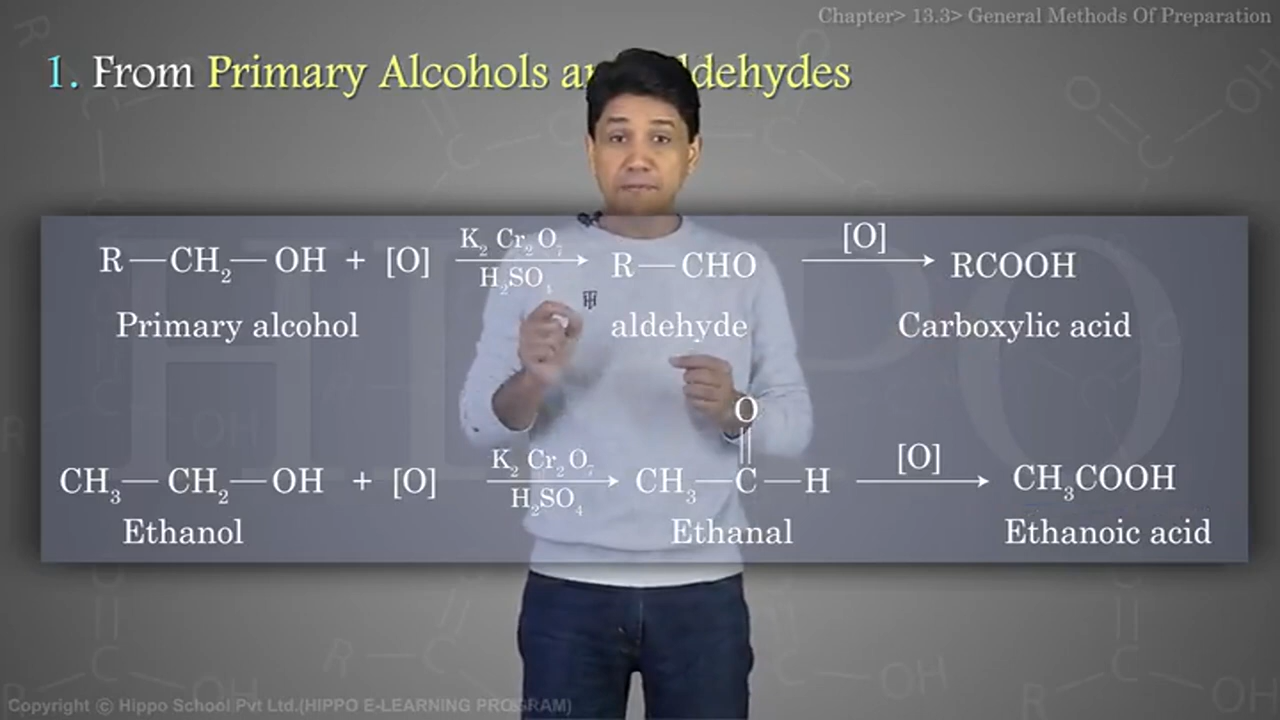 Chapter> 13.3> General Methods Of Preparation
1. From Primary Alcohols a ldehydes
R—CH₂—OH + [O] K₂Cr₂O₇ H₂SO₄ R—CHO [O] RCOOH
Primary alcohol aldehyde Carboxylic acid
O
CH₃—CH₂—OH + [O] K₂Cr₂O₇ H₂SO₄ CH₃—C—H [O] CH₃COOH
Ethanol Ethanal Ethanoic acid
Copyright © Hippo School Pvt Ltd.(HIPPO E-LEARNING PROGRAM)
HIPPO